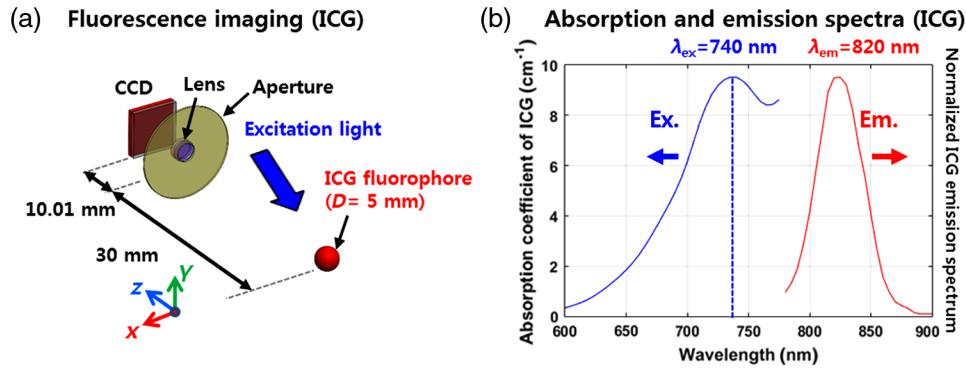 (a) Fluorescence imaging (ICG)
CCD
Lens
Aperture
Excitation light
ICG fluorophore
(D= 5 mm)
10.01 mm
30 mm
Y
Z
X
(b) Absorption and emission spectra (ICG)
λex=740 nm
λem=820 nm
Absorption coefficient of ICG (cm⁻¹)
10
8
6
4
2
0
Ex.
Em.
600
650
700
750
800
850
900
Wavelength (nm)
Normalized ICG emission spectrum